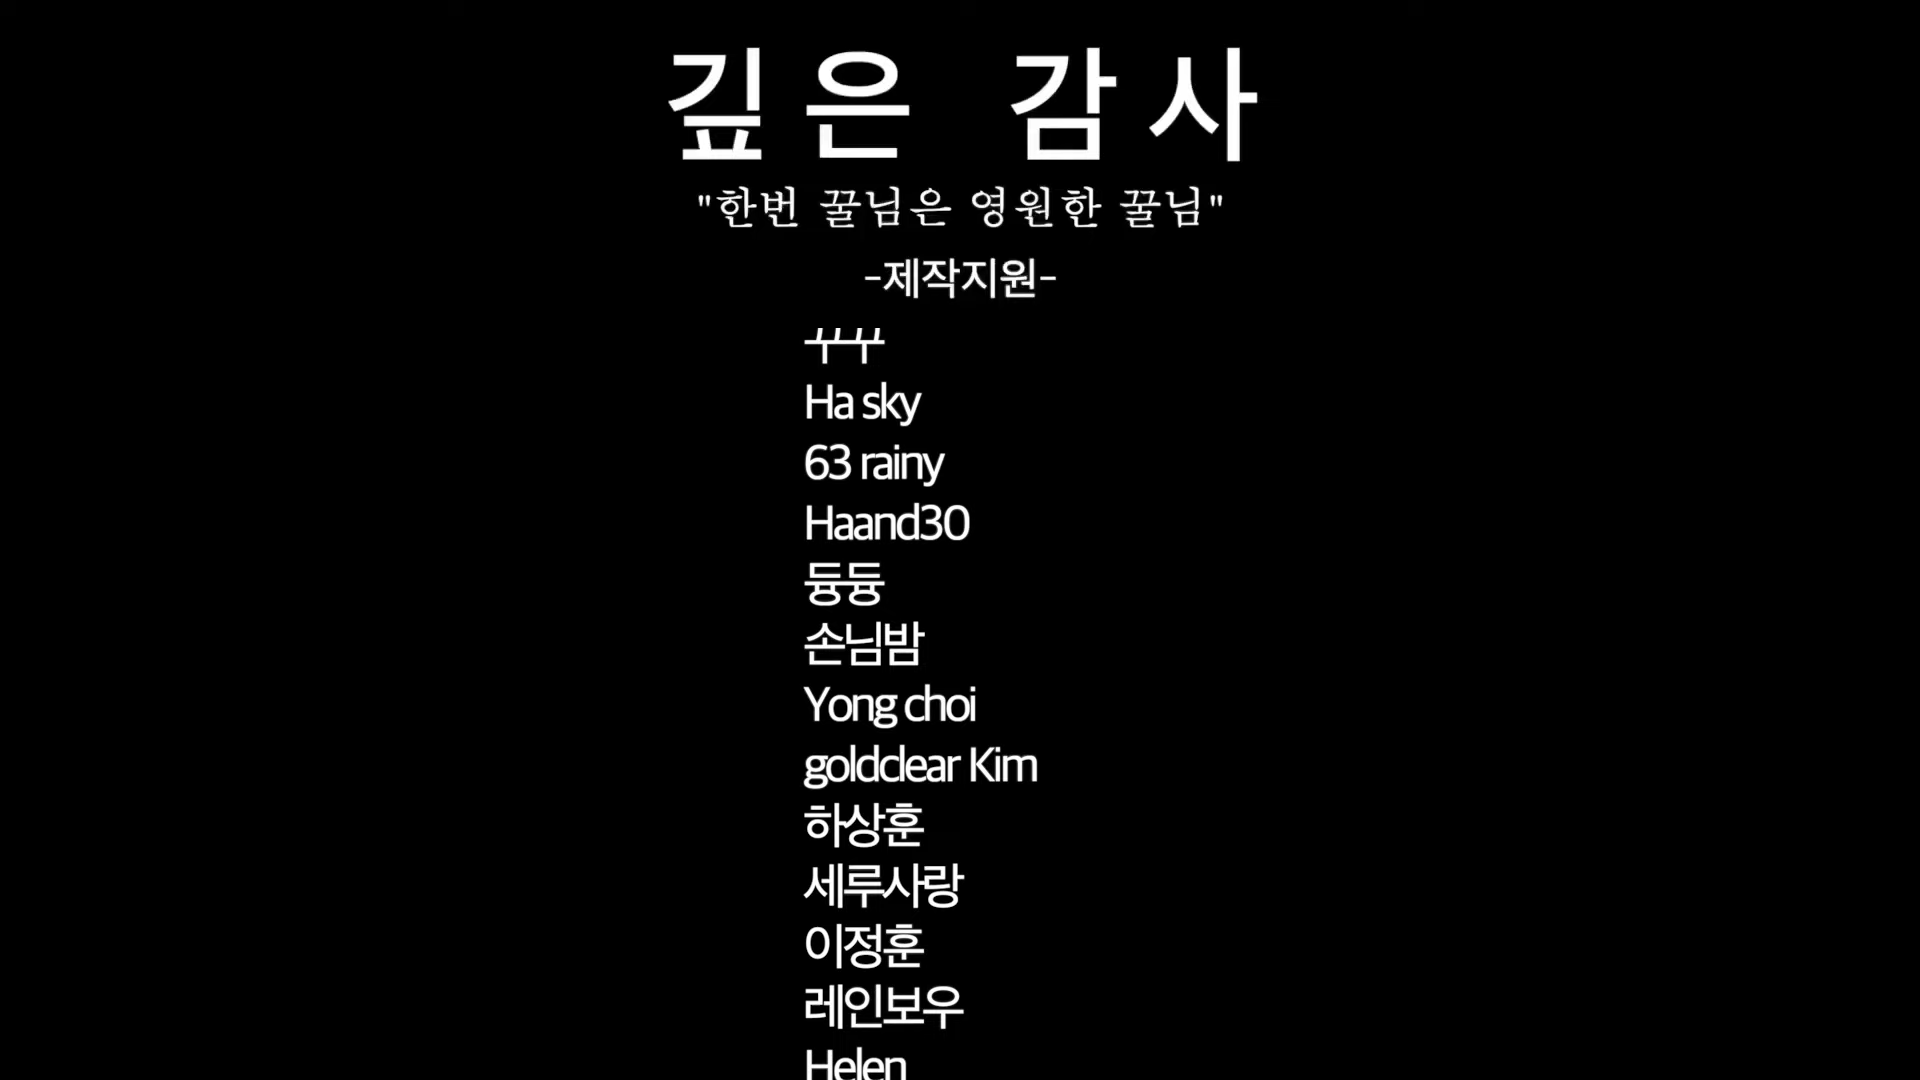 깊은 감사
"한번 꿀님은 영원한 꿀님"
-제작지원-
Ha sky
63 rainy
Haand30
듕듕
손님밤
Yong choi
goldclear Kim
하상훈
세루사랑
이정훈
레인보우
Helen